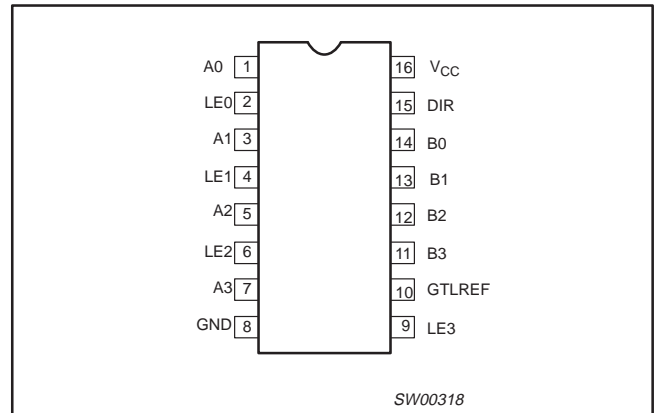 A0 1 16 VCC
LE0 2 15 DIR
A1 3 14 B0
LE1 4 13 B1
A2 5 12 B2
LE2 6 11 B3
A3 7 10 GTLREF
GND 8 9 LE3
SW00318